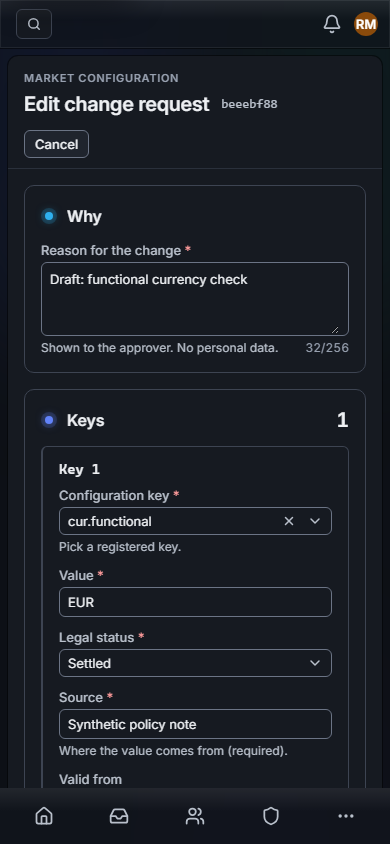 RM
MARKET CONFIGURATION
Edit change request beeebf88
Cancel
Why
Reason for the change *
Draft: functional currency check
Shown to the approver. No personal data. 32/256
Keys 1
Key 1
Configuration key *
cur.functional
Pick a registered key.
Value *
EUR
Legal status *
Settled
Source *
Synthetic policy note
Where the value comes from (required).
Valid from